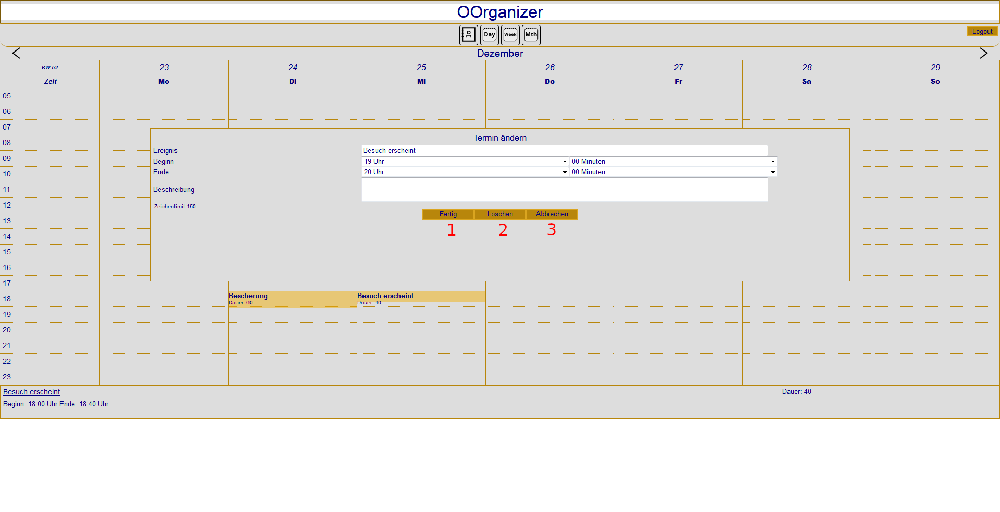 OOrganizer
Day Week Mth
Logout
Dezember
KW 52 23 24 25 26 27 28 29
Zeit Mo Di Mi Do Fr Sa So
05
06
07
Termin ändern
08
Ereignis Besuch erscheint
09
Beginn 19 Uhr 00 Minuten
Ende 20 Uhr 00 Minuten
10
11 Beschreibung
12
Zeichenlimit 150
Fertig Löschen Abbrechen
13
1 2 3
14
15
16
17
18
Bescherung Besuch erscheint
Dauer: 60 Dauer: 40
19
20
21
22
23
Besuch erscheint Dauer: 40
Beginn: 18:00 Uhr Ende: 18:40 Uhr